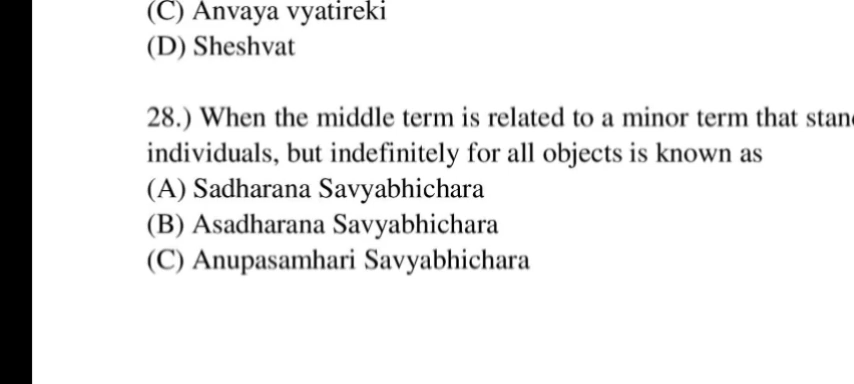 (C) Anvaya vyatireki
(D) Sheshvat
28.) When the middle term is related to a minor term that
individuals, but indefinitely for all objects is known as
(A) Sadharana Savyabhichara
(B) Asadharana Savyabhichara
(C) Anupasamhari Savyabhichara